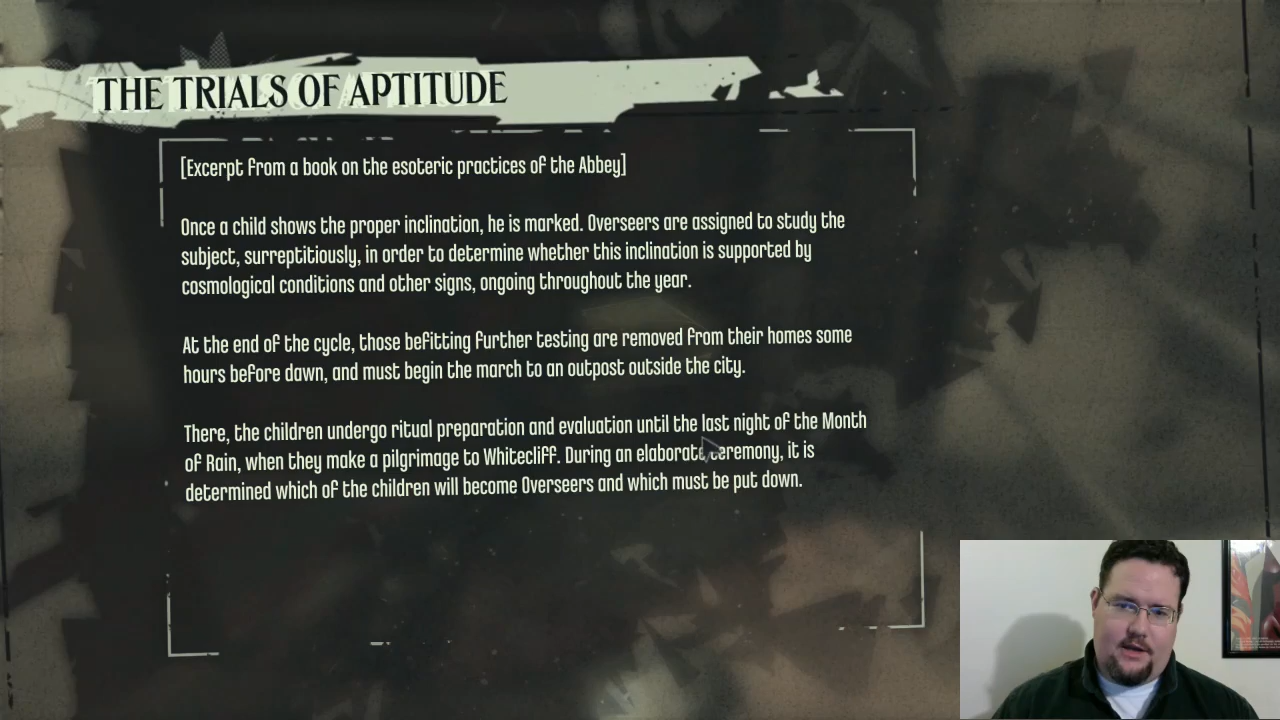 THE TRIALS OF APTITUDE
[Excerpt from a book on the esoteric practices of the Abbey]
Once a child shows the proper inclination, he is marked. Overseers are assigned to study the
subject, surreptitiously, in order to determine whether this inclination is supported by
cosmological conditions and other signs, ongoing throughout the year.
At the end of the cycle, those befitting further testing are removed from their homes some
hours before dawn, and must begin the march to an outpost outside the city.
There, the children undergo ritual preparation and evaluation until the last night of the Month
of Rain, when they make a pilgrimage to Whitecliff. During an elaborate ceremony, it is
determined which of the children will become Overseers and which must be put down.